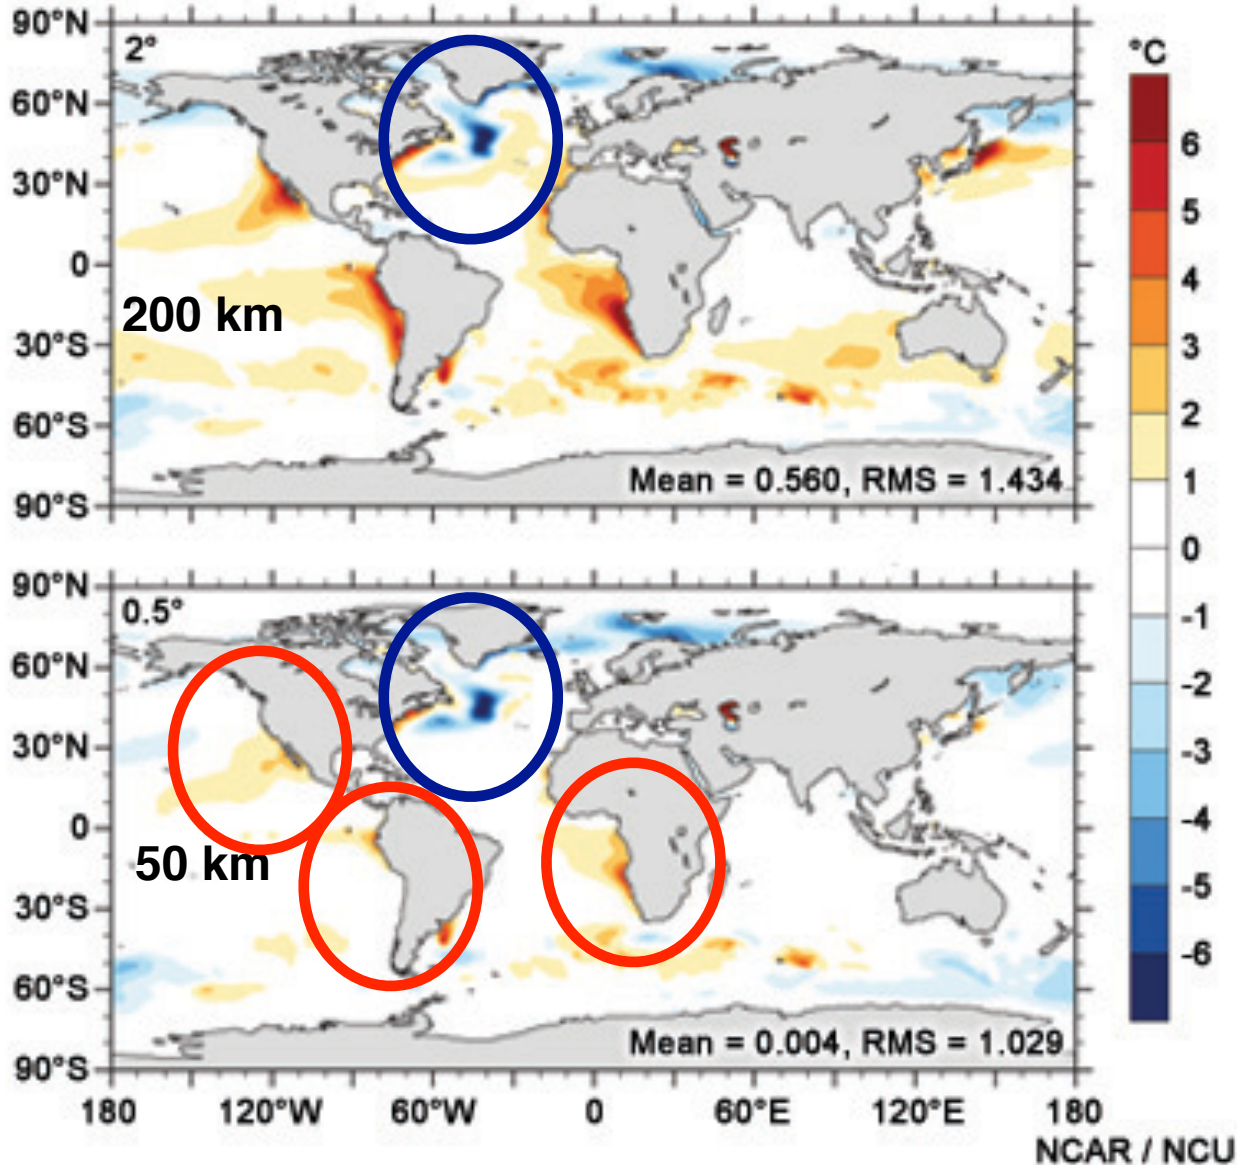 90°N
2°
°C
60°N
6
30°N
5
0
4
200 km
3
30°S
2
60°S
1
Mean = 0.560, RMS = 1.434
90°S
0
90°N
0.5°
-1
60°N
-2
30°N
-3
0
-4
50 km
-5
30°S
-6
60°S
Mean = 0.004, RMS = 1.029
90°S
180 120°W 60°W 0 60°E 120°E 180
NCAR / NCU